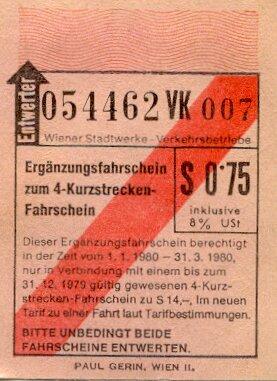 Entwerter
054462 VK 007
Wiener Stadtwerke - Verkehrsbetriebe
Ergänzungsfahrschein
zum 4-Kurzstrecken-
Fahrschein
S 0·75
inklusive
8% USt
Dieser Ergänzungsfahrschein berechtigt
in der Zeit vom 1. 1. 1980 – 31. 3. 1980,
nur in Verbindung mit einem bis zum
31. 12. 1979 gültig gewesenen 4-Kurz-
strecken-Fahrschein zu S 14,–, im neuen
Tarif zu einer Fahrt laut Tarifbestimmungen.
BITTE UNBEDINGT BEIDE
FAHRSCHEINE ENTWERTEN.
PAUL GERIN, WIEN II.